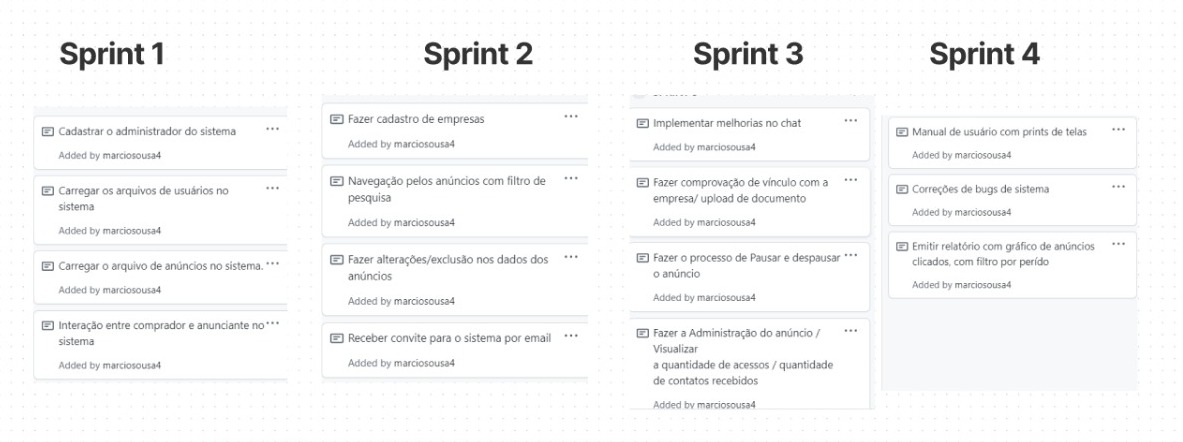 Sprint 1
Cadastrar o administrador do sistema
Added by marciosousa4
Carregar os arquivos de usuários no
sistema
Added by marciosousa4
Carregar o arquivo de anúncios no sistema.
Added by marciosousa4
Interação entre comprador e anunciante no
sistema
Added by marciosousa4
Sprint 2
Fazer cadastro de empresas
Added by marciosousa4
Navegação pelos anúncios com filtro de
pesquisa
Added by marciosousa4
Fazer alterações/exclusão nos dados dos
anúncios
Added by marciosousa4
Receber convite para o sistema por email
Added by marciosousa4
Sprint 3
Implementar melhorias no chat
Added by marciosousa4
Fazer comprovação de vínculo com a
empresa/ upload de documento
Added by marciosousa4
Fazer o processo de Pausar e despausar
o anúncio
Added by marciosousa4
Fazer a Administração do anúncio /
Visualizar
a quantidade de acessos / quantidade
de contatos recebidos
Added by marciosousa4
Sprint 4
Manual de usuário com prints de telas
Added by marciosousa4
Correções de bugs de sistema
Added by marciosousa4
Emitir relatório com gráfico de anúncios
clicados, com filtro por perído
Added by marciosousa4